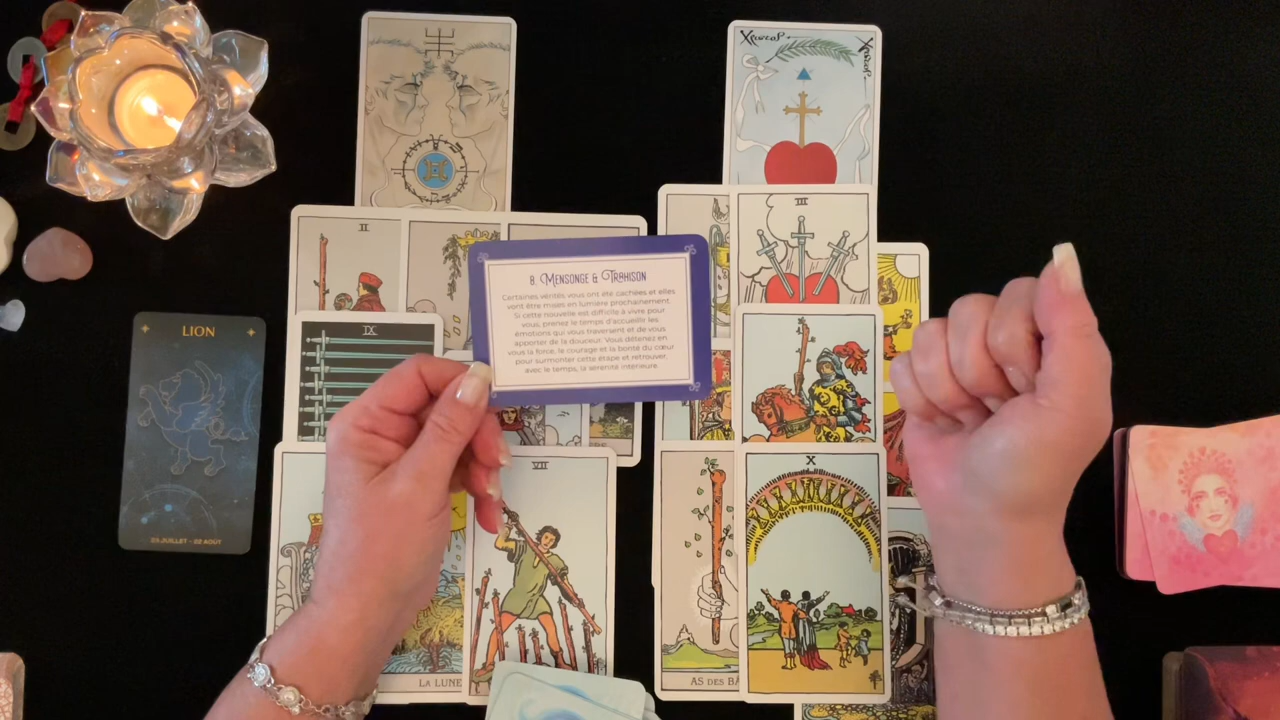 LION
23 JUILLET - 22 AOÛT
II
IX
8. MENSONGE & TRAHISON
Certaines vérités vous ont été cachées et elles
vont être mises en lumière prochainement.
Si cette nouvelle est difficile à vivre pour
vous, prenez le temps d'accueillir les
émotions qui vous traversent et de vous
apporter de la douceur. Vous détenez en
vous la force, le courage et la bonté du cœur
pour surmonter cette étape et retrouver,
avec le temps, la sérénité intérieure.
III
VII
X
LA LUNE
AS DES BÂ